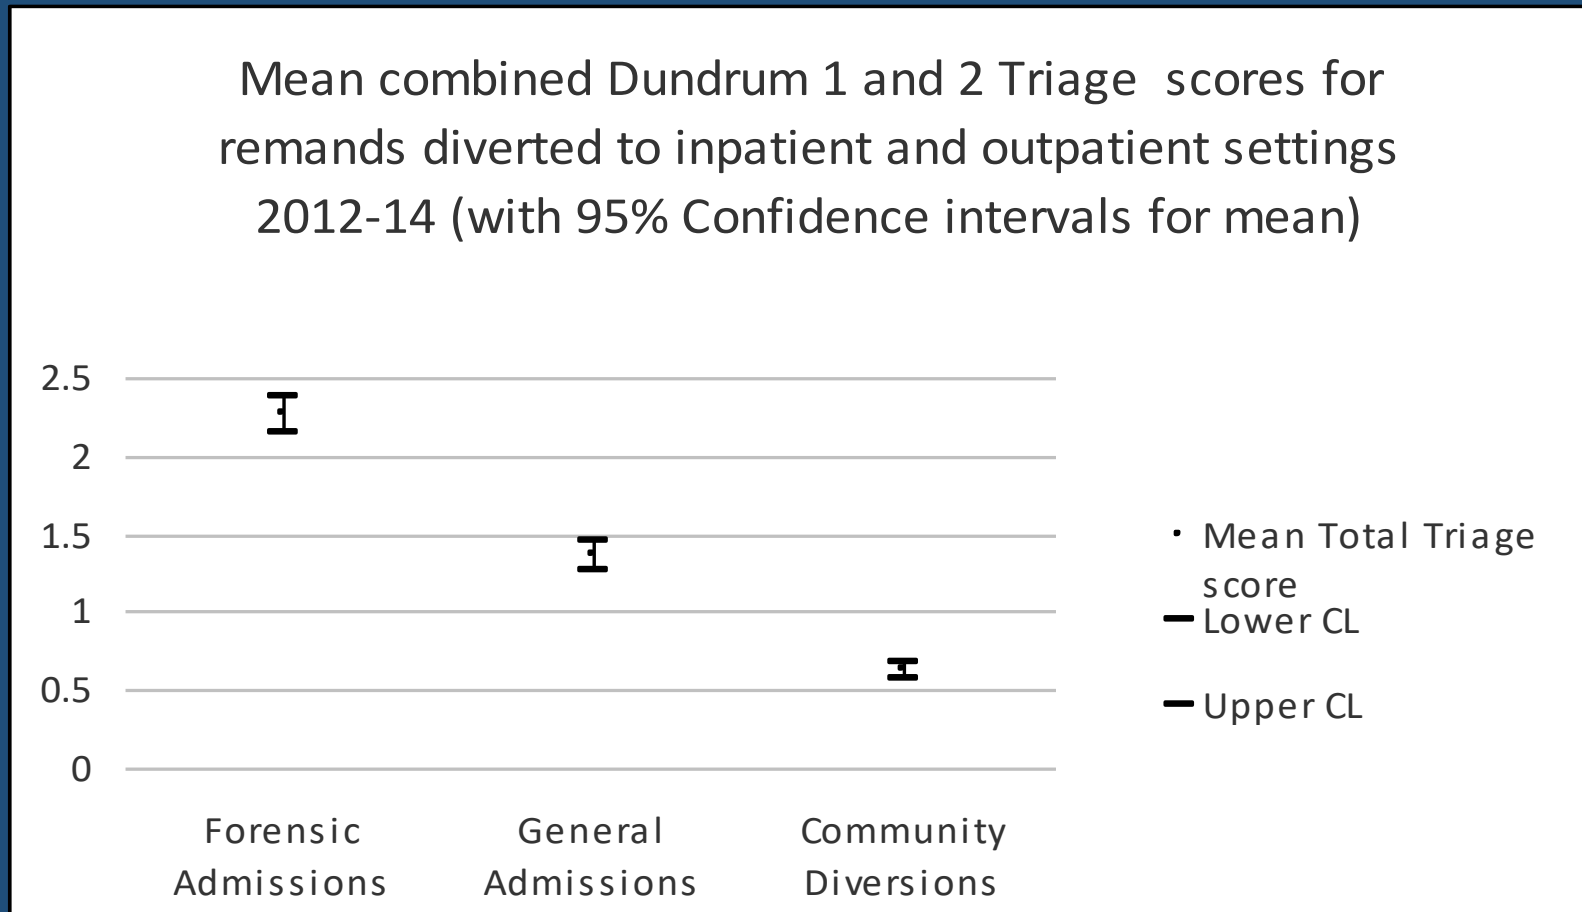 Mean combined Dundrum 1 and 2 Triage scores for
remands diverted to inpatient and outpatient settings
2012-14 (with 95% Confidence intervals for mean)
2.5
2
1.5
1
0.5
0
Forensic
Admissions
General
Admissions
Community
Diversions
Mean Total Triage
score
Lower CL
Upper CL